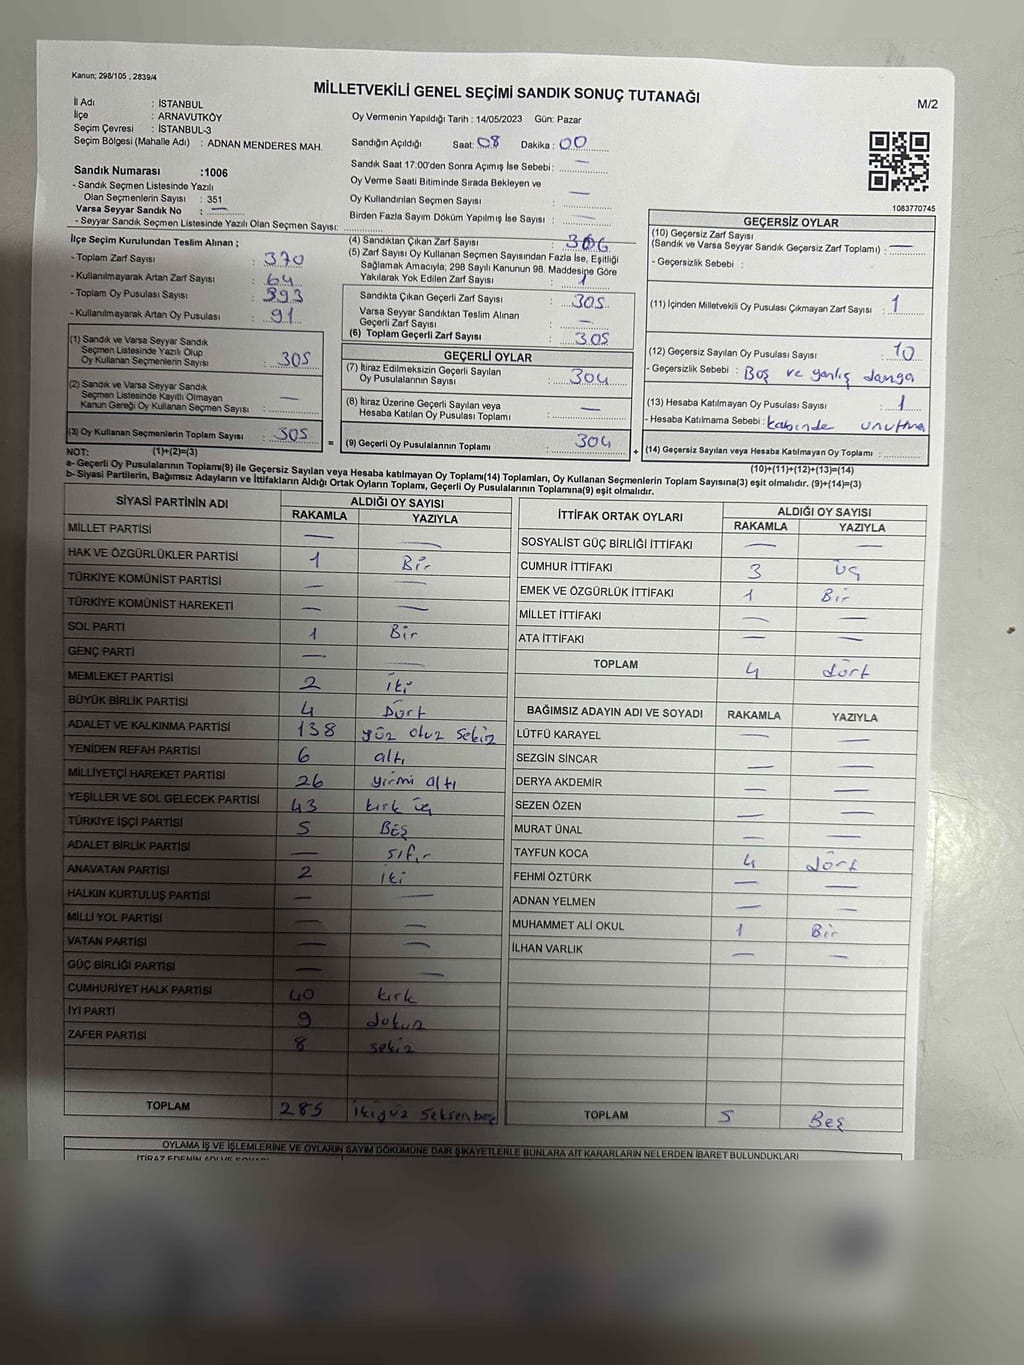 Kanun; 298/105 , 2839/4
MİLLETVEKİLİ GENEL SEÇİMİ SANDIK SONUÇ TUTANAĞI
M/2
İl Adı : İSTANBUL
İlçe : ARNAVUTKÖY
Seçim Çevresi : İSTANBUL-3
Seçim Bölgesi (Mahalle Adı) : ADNAN MENDERES MAH.
Sandık Numarası :1006
- Sandık Seçmen Listesinde Yazılı
Olan Seçmenlerin Sayısı : 351
Varsa Seyyar Sandık No : —
- Seyyar Sandık Seçmen Listesinde Yazılı Olan Seçmen Sayısı:
Oy Vermenin Yapıldığı Tarih : 14/05/2023 Gün: Pazar
Sandığın Açıldığı Saat: 08 Dakika: 00
Sandık Saat 17:00'den Sonra Açımış İse Sebebi: —
Oy Verme Saati Bitiminde Sırada Bekleyen ve
Oy Kullandırılan Seçmen Sayısı : —
Birden Fazla Sayım Döküm Yapılmış İse Sayısı : —
1083770745
İlçe Seçim Kurulundan Teslim Alınan ;
- Toplam Zarf Sayısı : 370
- Kullanılmayarak Artan Zarf Sayısı : 64
- Toplam Oy Pusulası Sayısı : 393
- Kullanılmayarak Artan Oy Pusulası : 91
(1) Sandık ve Varsa Seyyar Sandık
Seçmen Listesinde Yazılı Olup
Oy Kullanan Seçmenlerin Sayısı : 305
(2) Sandık ve Varsa Seyyar Sandık
Seçmen Listesinde Kayıtlı Olmayan
Kanun Gereği Oy Kullanan Seçmen Sayısı : —
(3) Oy Kullanan Seçmenlerin Toplam Sayısı : 305
(1)+(2)=(3)
(4) Sandıktan Çıkan Zarf Sayısı : 306
(5) Zarf Sayısı Oy Kullanan Seçmen Sayısından Fazla İse, Eşitliği
Sağlamak Amacıyla; 298 Sayılı Kanunun 98. Maddesine Göre
Yakılarak Yok Edilen Zarf Sayısı : 1
Sandıkta Çıkan Geçerli Zarf Sayısı : 305
Varsa Seyyar Sandıktan Teslim Alınan
Geçerli Zarf Sayısı : —
(6) Toplam Geçerli Zarf Sayısı : 305
GEÇERLİ OYLAR
(7) İtiraz Edilmeksizin Geçerli Sayılan
Oy Pusulalarının Sayısı : 304
(8) İtiraz Üzerine Geçerli Sayılan veya
Hesaba Katılan Oy Pusulaları Toplamı : —
= (9) Geçerli Oy Pusulalarının Toplamı : 304
GEÇERSİZ OYLAR
(10) Geçersiz Zarf Sayısı
(Sandık ve Varsa Seyyar Sandık Geçersiz Zarf Toplamı) : —
- Geçersizlik Sebebi :
(11) İçinden Milletvekili Oy Pusulası Çıkmayan Zarf Sayısı : 1
(12) Geçersiz Sayılan Oy Pusulası Sayısı : 10
- Geçersizlik Sebebi : Boş ve yanlış damga
(13) Hesaba Katılmayan Oy Pusulası Sayısı : 1
- Hesaba Katılmama Sebebi : kabinde unutma
+ (14) Geçersiz Sayılan veya Hesaba Katılmayan Oy Toplamı :
(10)+(11)+(12)+(13)=(14)
NOT:
a- Geçerli Oy Pusulalarının Toplamı(9) ile Geçersiz Sayılan veya Hesaba katılmayan Oy Toplamı(14) Toplamları, Oy Kullanan Seçmenlerin Toplam Sayısına(3) eşit olmalıdır. (9)+(14)=(3)
b- Siyasi Partilerin, Bağımsız Adayların ve İttifakların Aldığı Ortak Oyların Toplamı, Geçerli Oy Pusulalarının Toplamına(9) eşit olmalıdır.
SİYASİ PARTİNİN ADI ALDIĞI OY SAYISI
RAKAMLA YAZIYLA
MİLLET PARTİSİ — —
HAK VE ÖZGÜRLÜKLER PARTİSİ 1 Bir
TÜRKİYE KOMÜNİST PARTİSİ — —
TÜRKİYE KOMÜNİST HAREKETİ — —
SOL PARTİ 1 Bir
GENÇ PARTİ — —
MEMLEKET PARTİSİ 2 iki
BÜYÜK BİRLİK PARTİSİ 4 Dört
ADALET VE KALKINMA PARTİSİ 138 yüz otuz sekiz
YENİDEN REFAH PARTİSİ 6 altı
MİLLİYETÇİ HAREKET PARTİSİ 26 yirmi altı
YEŞİLLER VE SOL GELECEK PARTİSİ 43 kırk üç
TÜRKİYE İŞÇİ PARTİSİ 5 BEŞ
ADALET BİRLİK PARTİSİ — sıfır
ANAVATAN PARTİSİ 2 iki
HALKIN KURTULUŞ PARTİSİ — —
MİLLİ YOL PARTİSİ — —
VATAN PARTİSİ — —
GÜÇ BİRLİĞİ PARTİSİ — —
CUMHURİYET HALK PARTİSİ 40 kırk
İYİ PARTİ 9 dokuz
ZAFER PARTİSİ 8 sekiz
TOPLAM 285 ikiyüz seksen beş
İTTİFAK ORTAK OYLARI ALDIĞI OY SAYISI
RAKAMLA YAZIYLA
SOSYALİST GÜÇ BİRLİĞİ İTTİFAKI — —
CUMHUR İTTİFAKI 3 üç
EMEK VE ÖZGÜRLÜK İTTİFAKI 1 Bir
MİLLET İTTİFAKI — —
ATA İTTİFAKI — —
TOPLAM 4 dört
BAĞIMSIZ ADAYIN ADI VE SOYADI RAKAMLA YAZIYLA
LÜTFÜ KARAYEL — —
SEZGİN SİNCAR — —
DERYA AKDEMİR — —
SEZEN ÖZEN — —
MURAT ÜNAL — —
TAYFUN KOCA 4 dört
FEHMİ ÖZTÜRK — —
ADNAN YELMEN — —
MUHAMMET ALİ OKUL 1 Bir
İLHAN VARLIK — —
TOPLAM 5 Beş
OYLAMA İŞ VE İŞLEMLERİNE VE OYLARIN SAYIM DÖKÜMÜNE DAİR ŞİKAYETLERLE BUNLARA AİT KARARLARIN NELERDEN İBARET BULUNDUKLARI